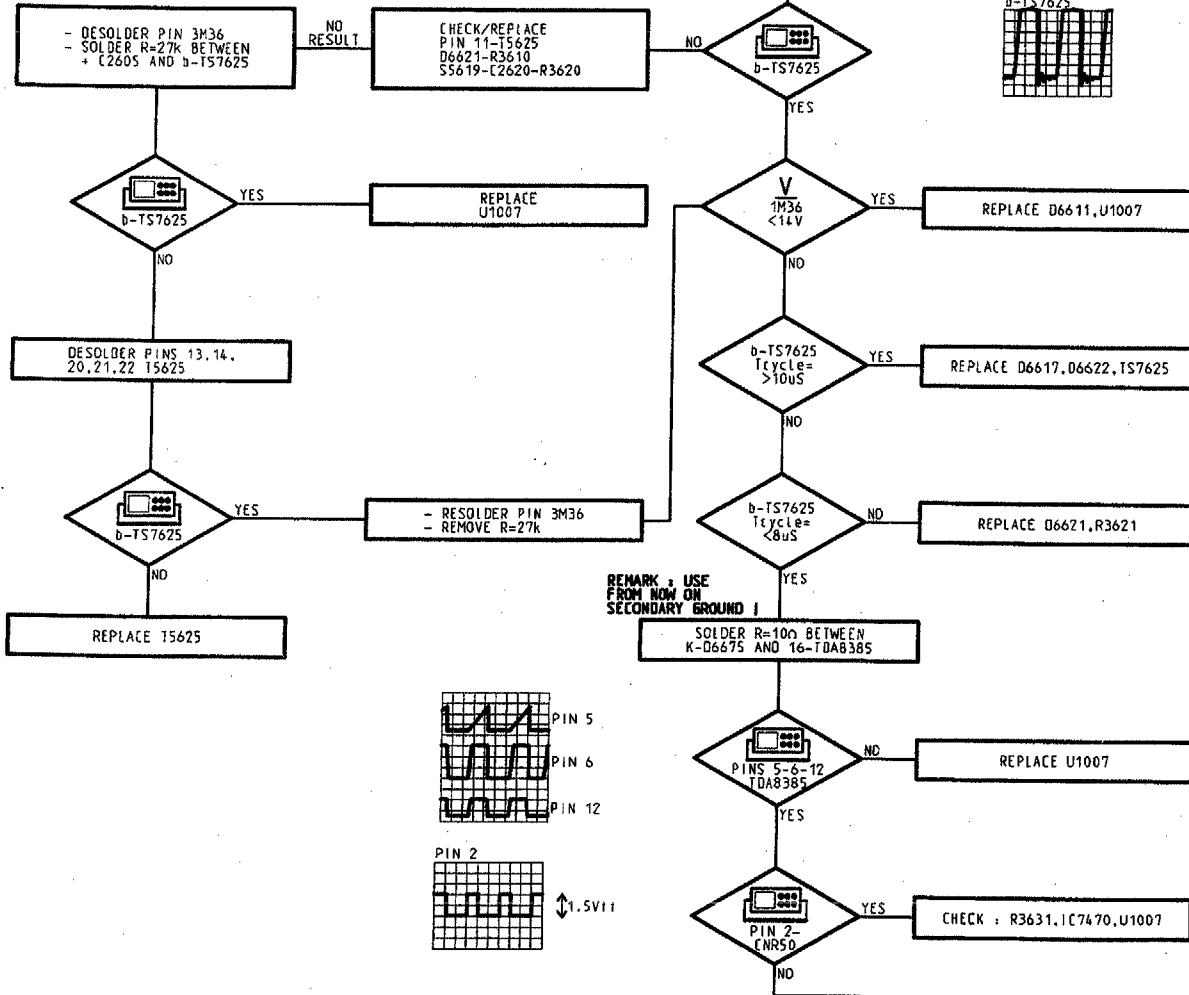 - DESOLDER PIN 3M36
- SOLDER R=27k BETWEEN
+ C2605 AND b-TS7625
NO
RESULT
CHECK/REPLACE
PIN 11-T5625
D6621-R3610
S5619-C2620-R3620
NO
b-TS7625
YES
b-TS7625
b-TS7625
YES
NO
REPLACE
U1007
V
1M36
<14V
YES
NO
REPLACE D6611,U1007
DESOLDER PINS 13,14,
20,21,22 T5625
b-TS7625
Tcycle=
>10uS
YES
NO
REPLACE D6617,D6622,TS7625
b-TS7625
YES
NO
- RESOLDER PIN 3M36
- REMOVE R=27k
b-TS7625
Tcycle=
<8uS
NO
YES
REPLACE D6621,R3621
REPLACE T5625
REMARK : USE
FROM NOW ON
SECONDARY GROUND !
SOLDER R=10Ω BETWEEN
K-D6675 AND 16-TDA8385
PIN 5
PIN 6
PIN 12
PINS 5-6-12
TDA8385
NO
YES
REPLACE U1007
PIN 2
1.5Vtt
PIN 2-
CNR50
YES
NO
CHECK : R3631,IC7470,U1007